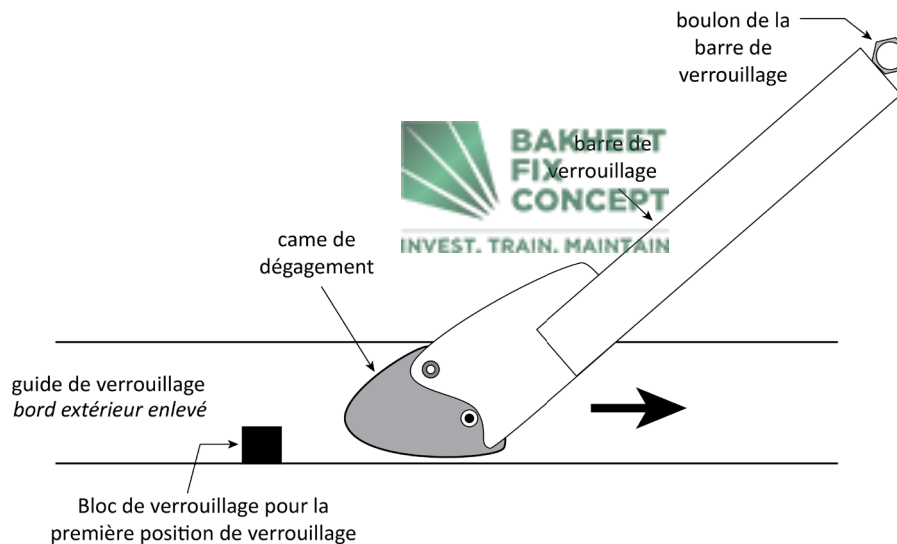 boulon de la
barre de
verrouillage
BAKHEET
FIX
CONCEPT
INVEST. TRAIN. MAINTAIN
barre de
verrouillage
came de
dégagement
guide de verrouillage
bord extérieur enlevé
Bloc de verrouillage pour la
première position de verrouillage